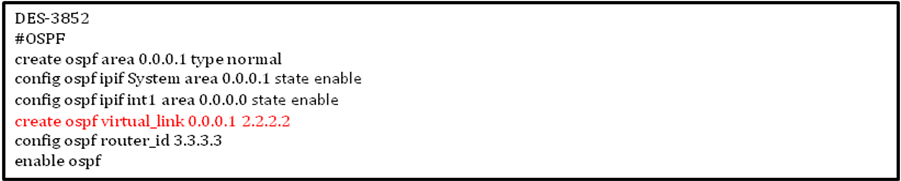 DES-3852
#OSPF
create ospf area 0.0.0.1 type normal
config ospf ipif System area 0.0.0.1 state enable
config ospf ipif int1 area 0.0.0.0 state enable
create ospf virtual_link 0.0.0.1 2.2.2.2
config ospf router_id 3.3.3.3
enable ospf